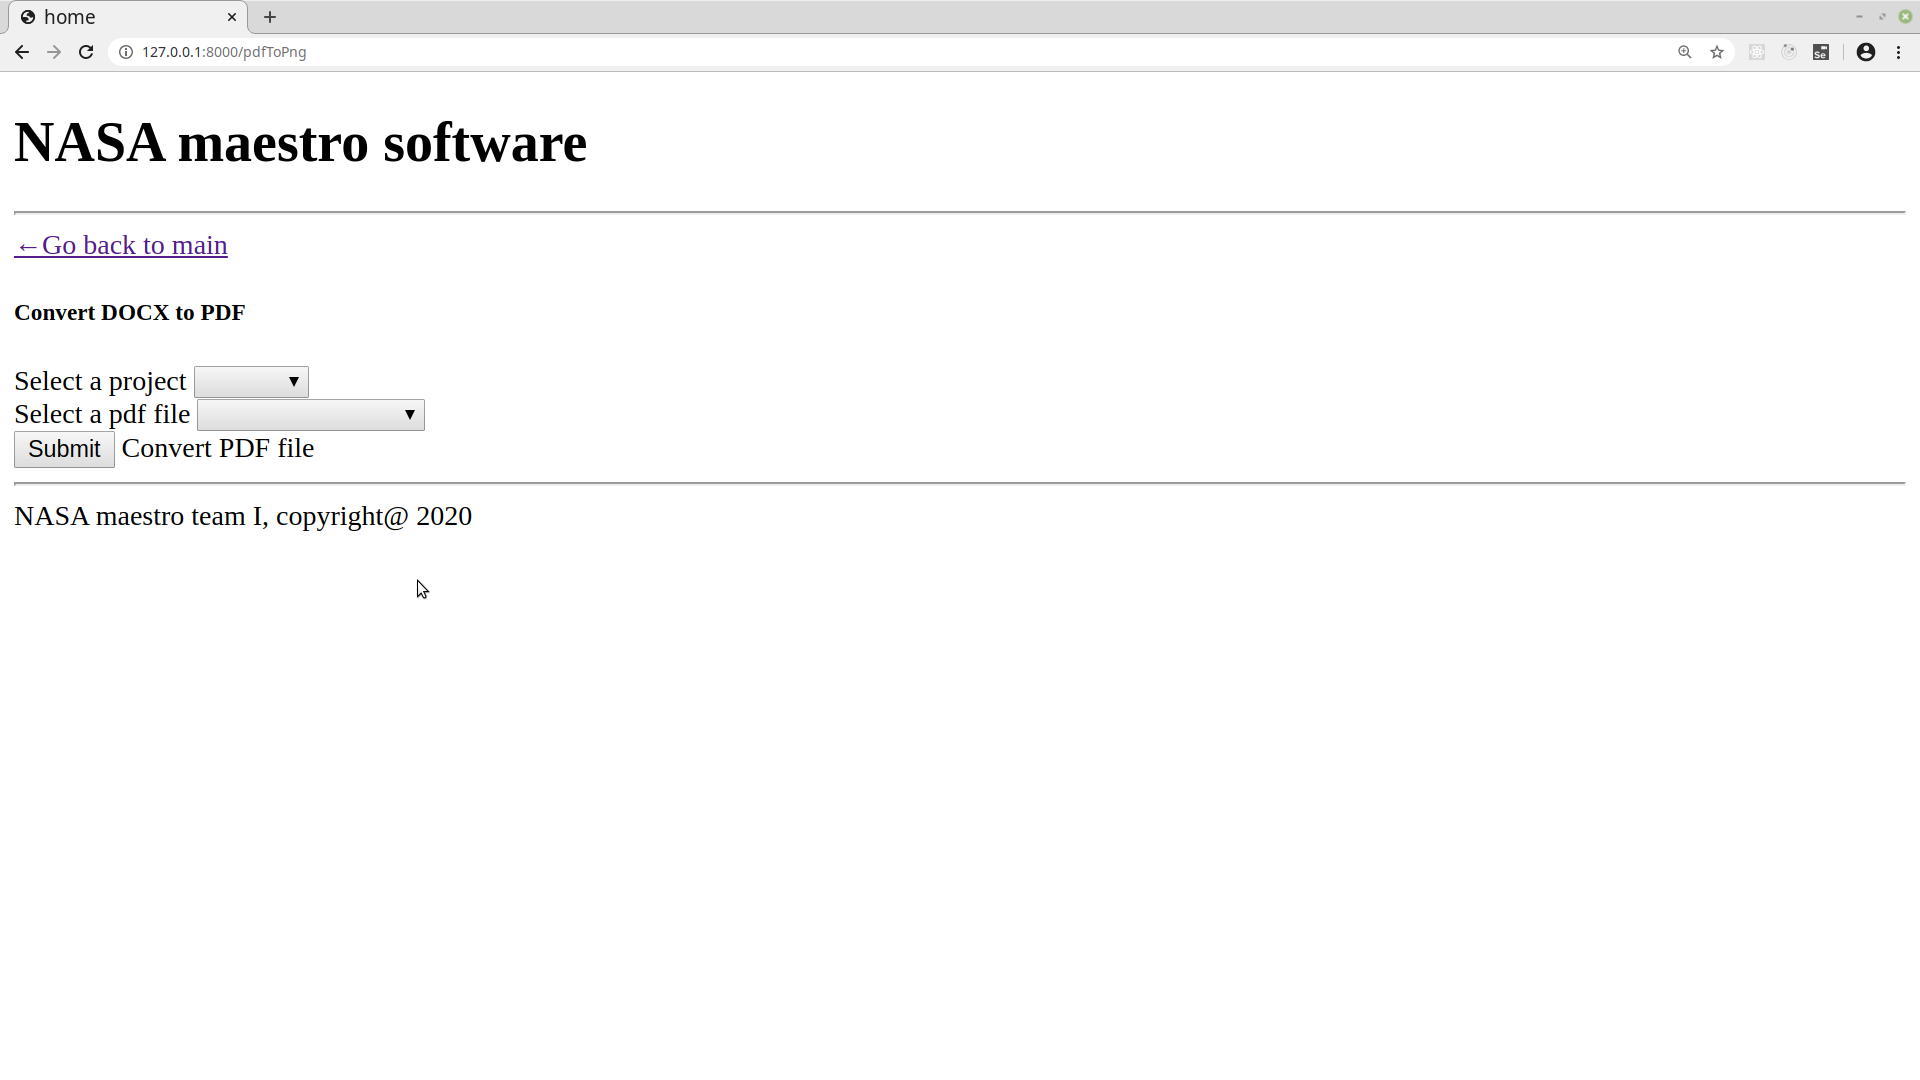 home
127.0.0.1:8000/pdfToPng
Se
NASA maestro software
←Go back to main
Convert DOCX to PDF
Select a project
Select a pdf file
Submit Convert PDF file
NASA maestro team I, copyright@ 2020